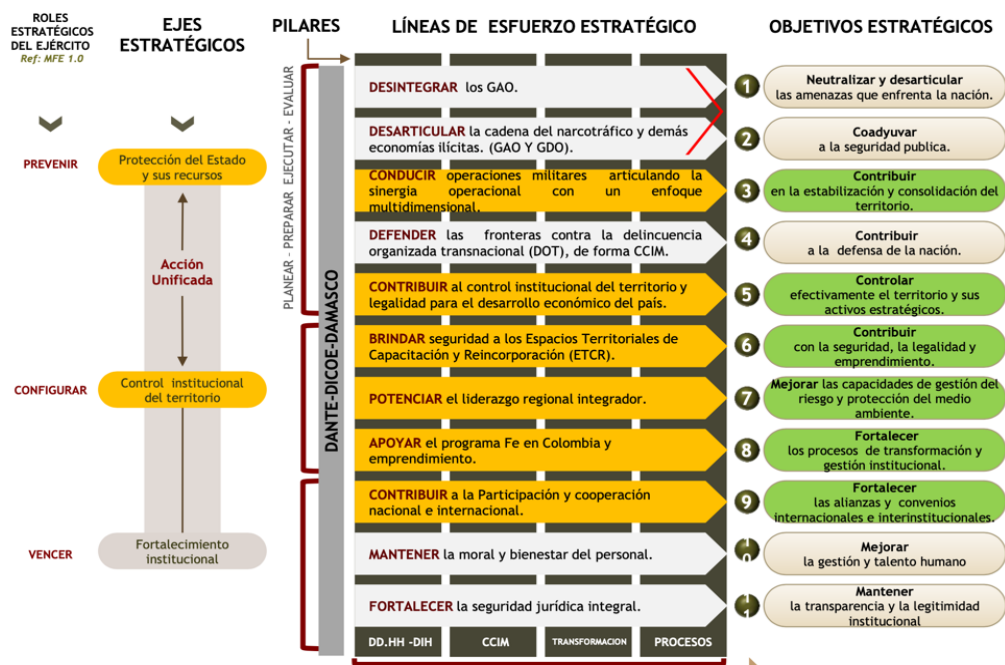 ROLES
ESTRATÉGICOS
DEL EJÉRCITO
Ref: MFE 1.0
EJES
ESTRATÉGICOS
PILARES
LÍNEAS DE ESFUERZO ESTRATÉGICO
OBJETIVOS ESTRATÉGICOS
PREVENIR
CONFIGURAR
VENCER
Protección del Estado
y sus recursos
Acción
Unificada
Control institucional
del territorio
Fortalecimiento
institucional
PLANEAR - PREPARAR EJECUTAR - EVALUAR
DANTE-DICOE-DAMASCO
DESINTEGRAR los GAO.
DESARTICULAR la cadena del narcotráfico y demás
economías ilícitas. (GAO Y GDO).
CONDUCIR operaciones militares articulando la
sinergia operacional con un enfoque
multidimensional.
DEFENDER las fronteras contra la delincuencia
organizada transnacional (DOT), de forma CCIM.
CONTRIBUIR al control institucional del territorio y
legalidad para el desarrollo económico del país.
BRINDAR seguridad a los Espacios Territoriales de
Capacitación y Reincorporación (ETCR).
POTENCIAR el liderazgo regional integrador.
APOYAR el programa Fe en Colombia y
emprendimiento.
CONTRIBUIR a la Participación y cooperación
nacional e internacional.
MANTENER la moral y bienestar del personal.
FORTALECER la seguridad jurídica integral.
DD.HH -DIH
CCIM
TRANSFORMACION
PROCESOS
1
Neutralizar y desarticular
las amenazas que enfrenta la nación.
2
Coadyuvar
a la seguridad publica.
3
Contribuir
en la estabilización y consolidación del
territorio.
4
Contribuir
a la defensa de la nación.
5
Controlar
efectivamente el territorio y sus
activos estratégicos.
6
Contribuir
con la seguridad, la legalidad y
emprendimiento.
7
Mejorar las capacidades de gestión del
riesgo y protección del medio
ambiente.
8
Fortalecer
los procesos de transformación y
gestión institucional.
9
Fortalecer
las alianzas y convenios
internacionales e interinstitucionales.
1
0
Mejorar
la gestión y talento humano
1
1
Mantener
la transparencia y la legitimidad
institucional